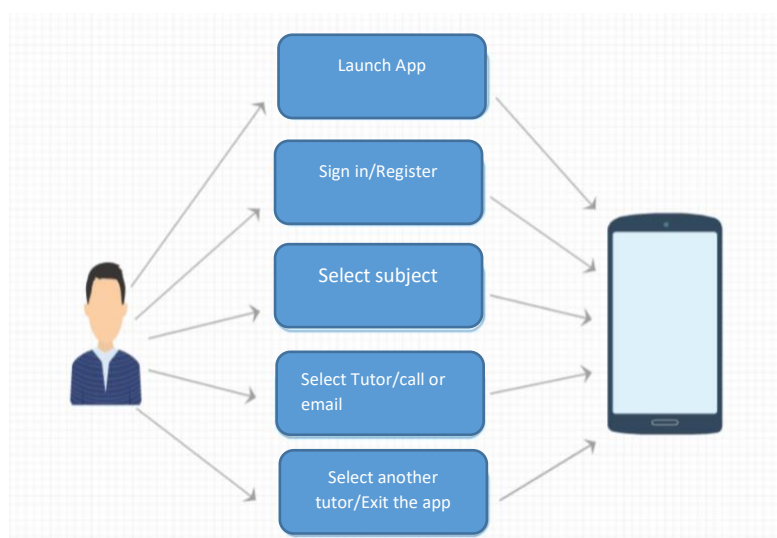 Launch App
Sign in/Register
Select subject
Select Tutor/call or
email
Select another
tutor/Exit the app